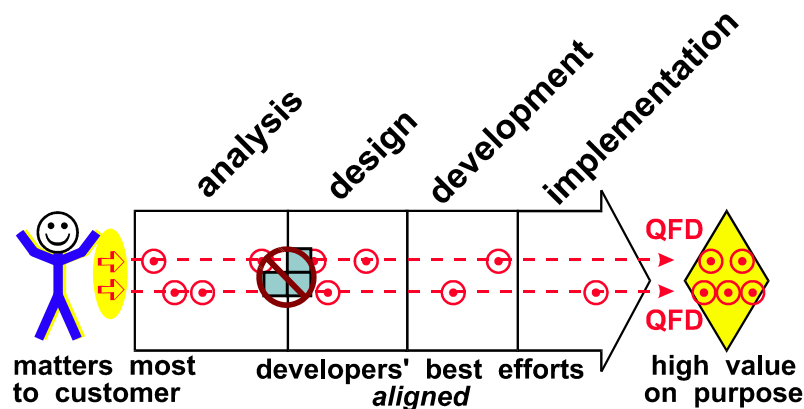 analysis
design
development
implementation
QFD
QFD
matters most
to customer
developers' best efforts
aligned
high value
on purpose